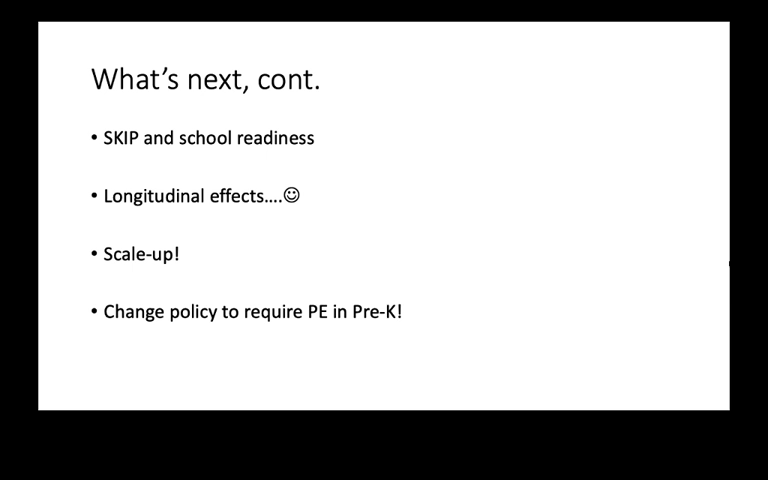 What's next, cont.
• SKIP and school readiness
• Longitudinal effects....☺
• Scale-up!
• Change policy to require PE in Pre-K!